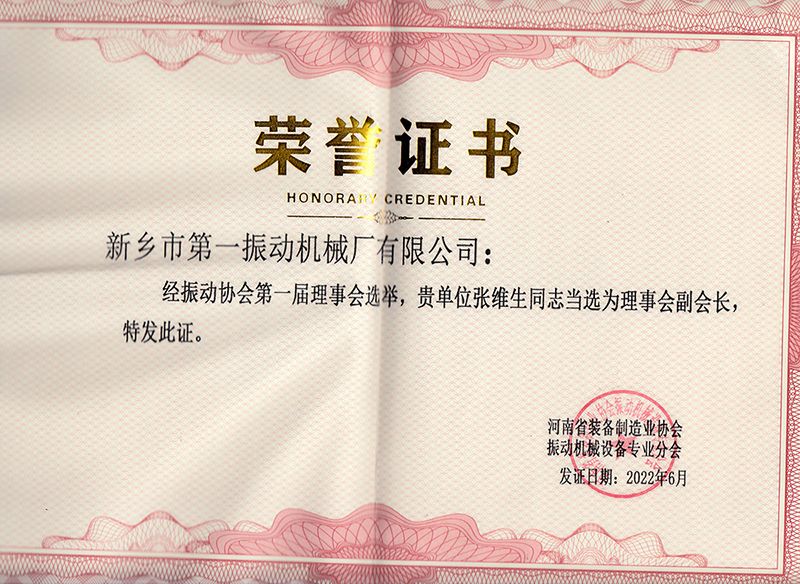 荣誉证书
HONORARY CREDENTIAL
新乡市第一振动机械厂有限公司：
经振动协会第一届理事会选举，贵单位张维生同志当选为理事会副会长，
特发此证。
河南省装备制造业协会
振动机械设备专业分会
发证日期：2022年6月